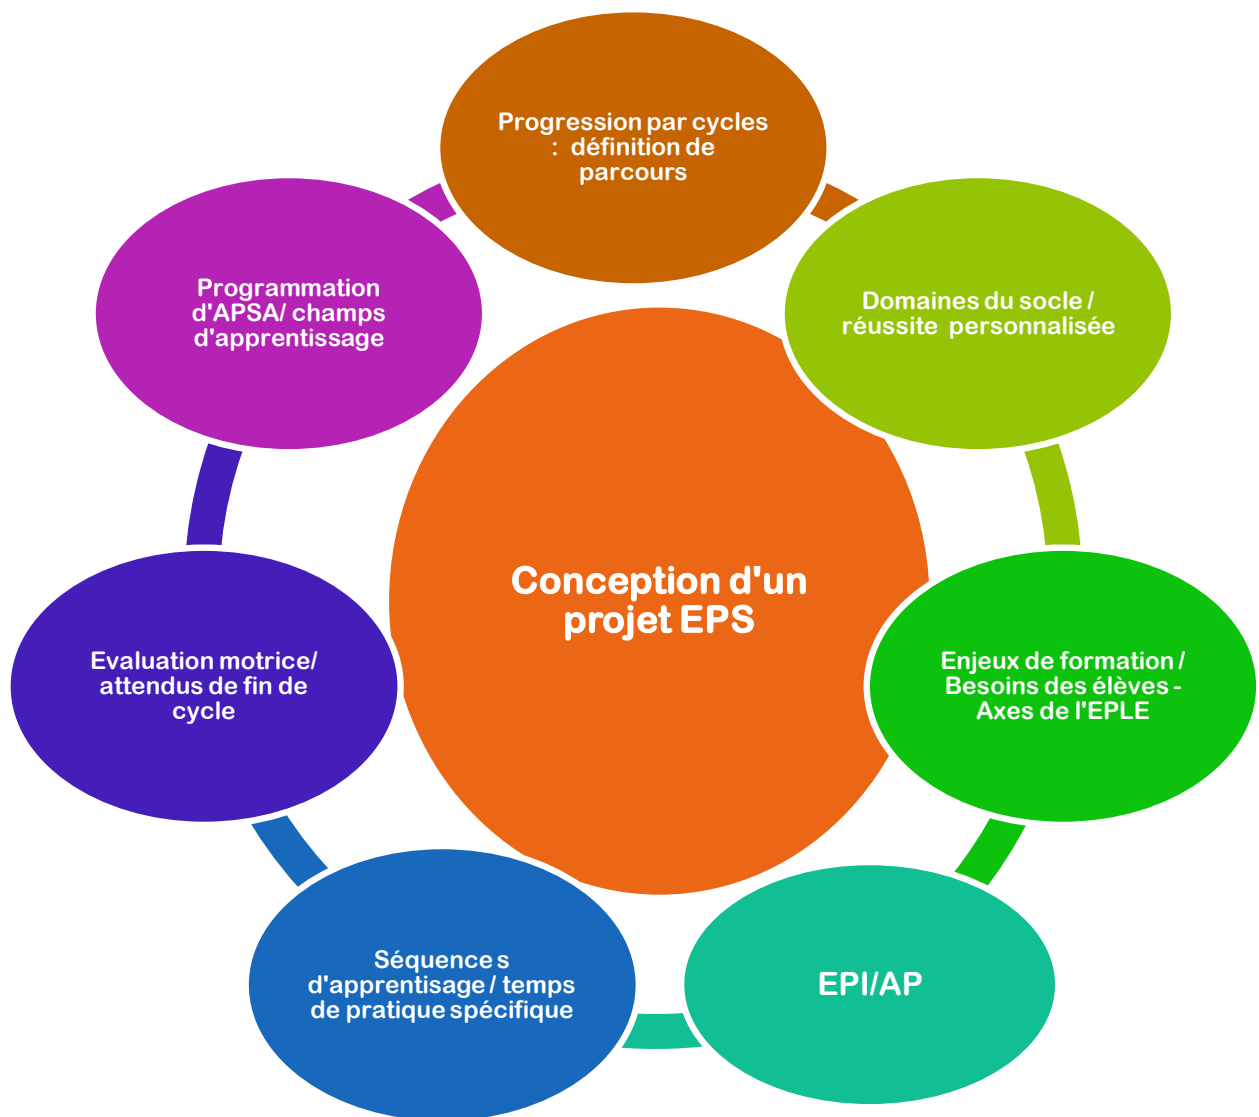 Progression par cycles
: définition de
parcours
Domaines du socle /
réussite personnalisée
Enjeux de formation /
Besoins des élèves -
Axes de l'EPLE
EPI/AP
Séquence s
d'apprentisage / temps
de pratique spécifique
Evaluation motrice/
attendus de fin de
cycle
Programmation
d'APSA/ champs
d'apprentissage
Conception d'un
projet EPS